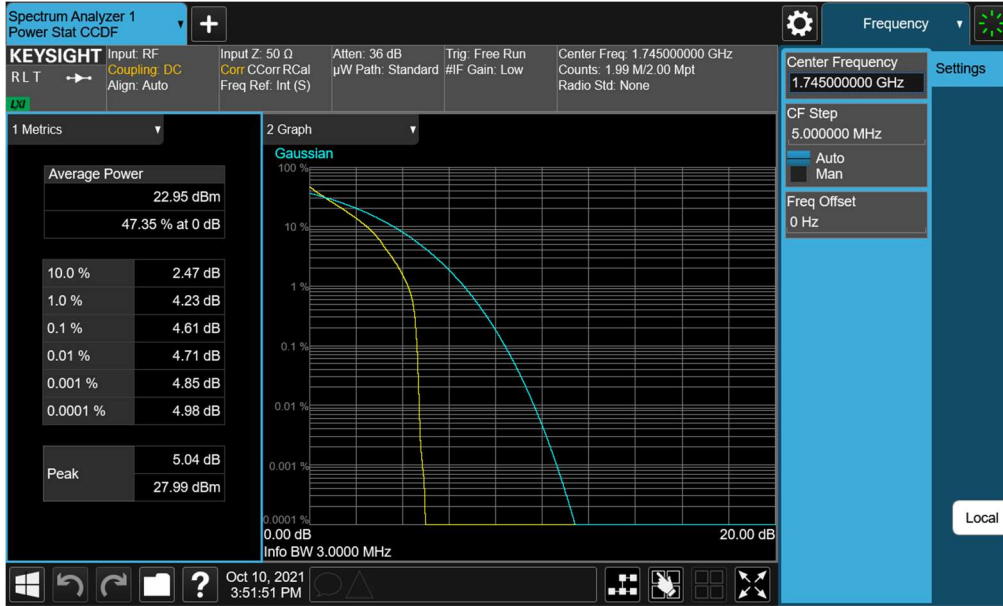 Spectrum Analyzer 1
Power Stat CCDF
Frequency
KEYSIGHT
R L T
LXI
Input: RF
Coupling: DC
Align: Auto
Input Z: 50 Ω
Corr CCorr RCal
Freq Ref: Int (S)
Atten: 36 dB
µW Path: Standard
Trig: Free Run
#IF Gain: Low
Center Freq: 1.745000000 GHz
Counts: 1.99 M/2.00 Mpt
Radio Std: None
Center Frequency
1.745000000 GHz
Settings
CF Step
5.000000 MHz
Auto
Man
Freq Offset
0 Hz
Local
1 Metrics
Average Power
22.95 dBm
47.35 % at 0 dB
10.0 % 2.47 dB
1.0 % 4.23 dB
0.1 % 4.61 dB
0.01 % 4.71 dB
0.001 % 4.85 dB
0.0001 % 4.98 dB
Peak
5.04 dB
27.99 dBm
2 Graph
Gaussian
100 %
10 %
1 %
0.1 %
0.01 %
0.001 %
0.0001 %
0.00 dB 20.00 dB
Info BW 3.0000 MHz
?
Oct 10, 2021
3:51:51 PM